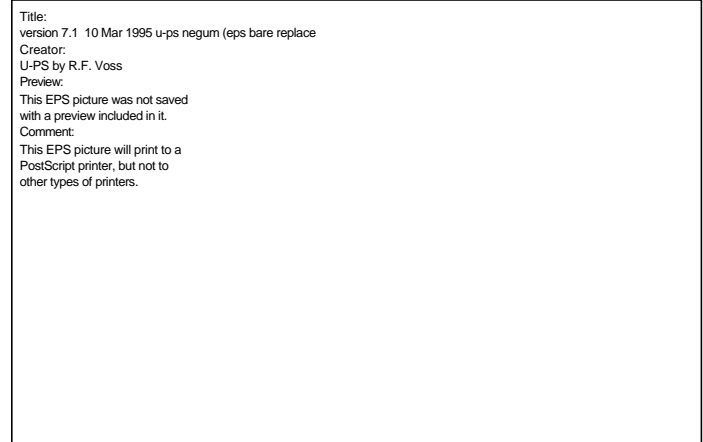 Title:
version 7.1  10 Mar 1995 u-ps negum (eps bare replace
Creator:
U-PS by R.F. Voss
Preview:
This EPS picture was not saved
with a preview included in it.
Comment:
This EPS picture will print to a
PostScript printer, but not to
other types of printers.